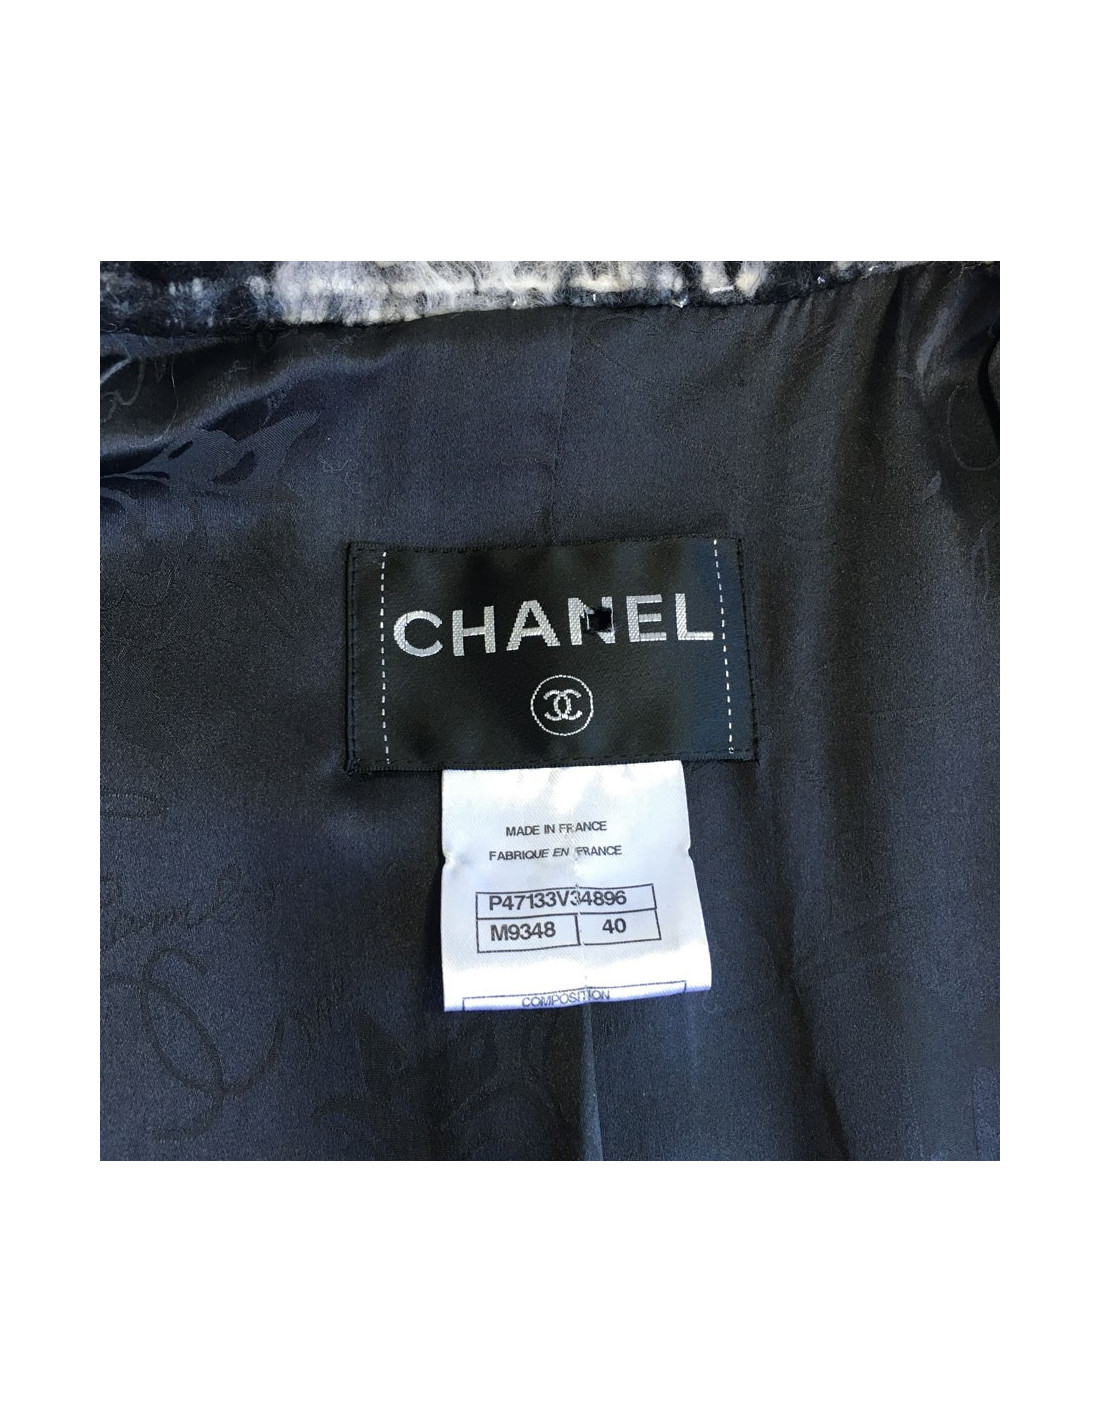 CHANEL
MADE IN FRANCE
FABRIQUE EN FRANCE
P47133V34896
M9348 40
COMPOSITION